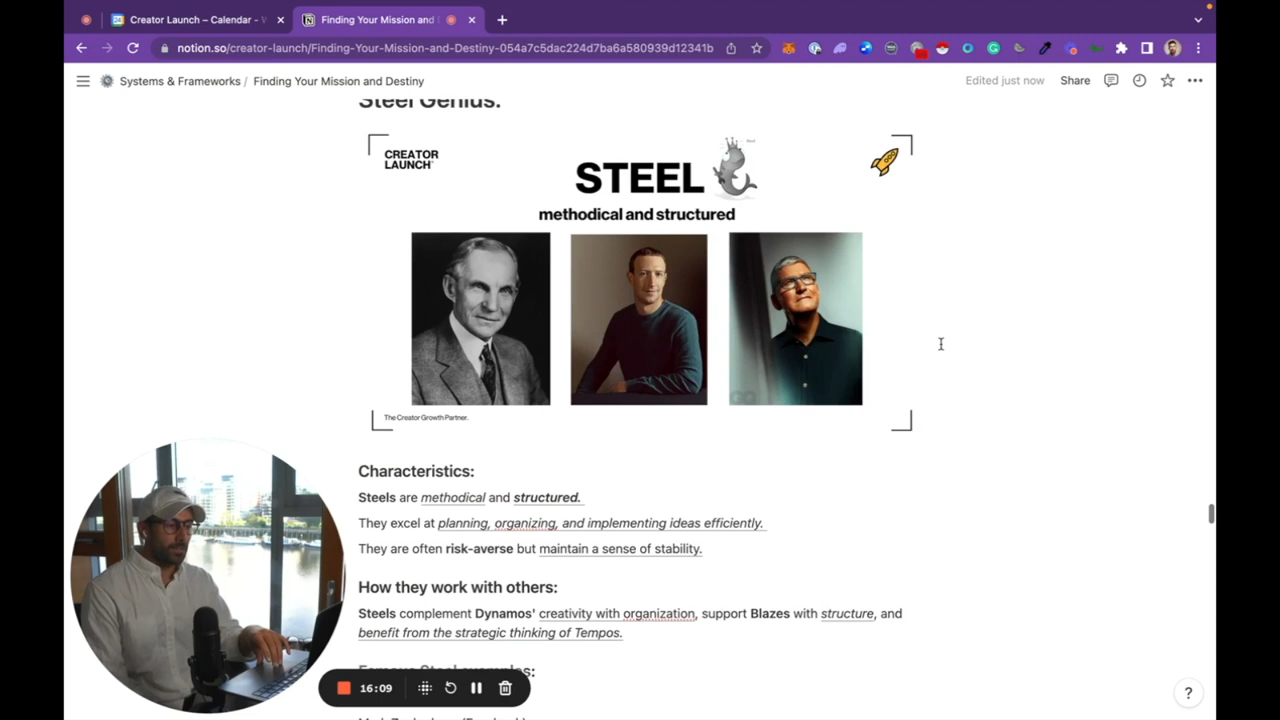 Creator Launch – Calendar -
Finding Your Mission and
notion.so/creator-launch/Finding-Your-Mission-and-Destiny-054a7c5dac224d7ba6a580939d12341b
Systems & Frameworks / Finding Your Mission and Destiny
Edited just now
Share
Steel Genius:
CREATOR
LAUNCH
STEEL
methodical and structured
The Creator Growth Partner.
Characteristics:
Steels are methodical and structured.
They excel at planning, organizing, and implementing ideas efficiently.
They are often risk-averse but maintain a sense of stability.
How they work with others:
Steels complement Dynamos' creativity with organization, support Blazes with structure, and
benefit from the strategic thinking of Tempos.
16:09
?